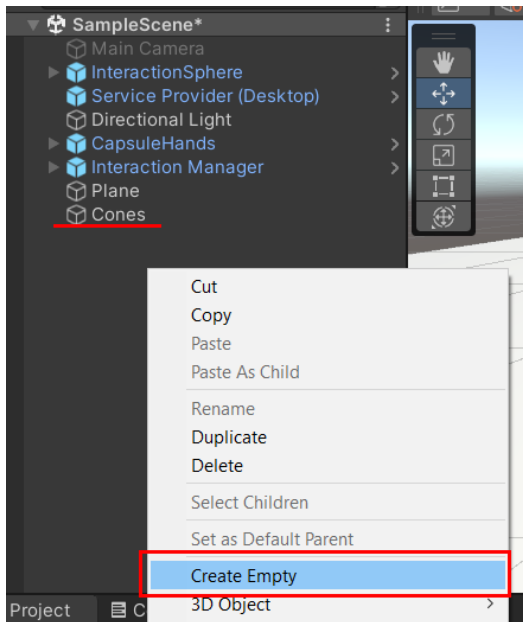 SampleScene*
Main Camera
InteractionSphere
Service Provider (Desktop)
Directional Light
CapsuleHands
Interaction Manager
Plane
Cones
Cut
Copy
Paste
Paste As Child
Rename
Duplicate
Delete
Select Children
Set as Default Parent
Create Empty
3D Object
Project